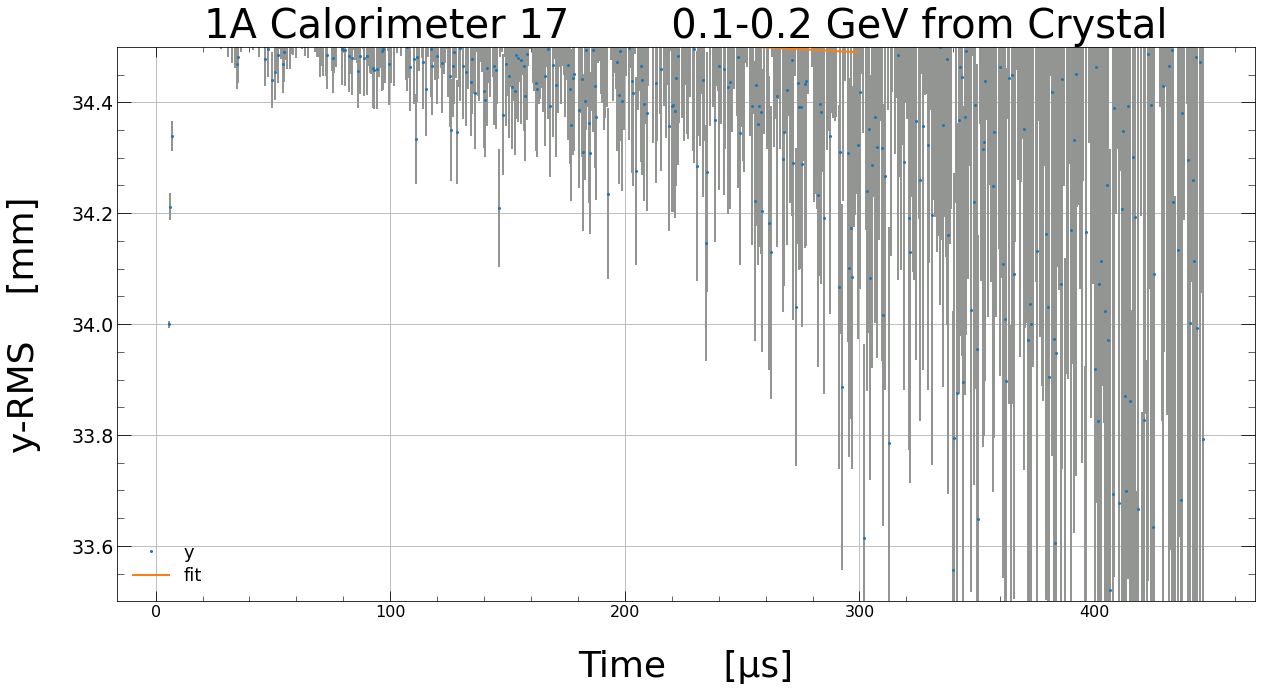 1A Calorimeter 17 0.1-0.2 GeV from Crystal
y-RMS [mm]
34.4
34.2
34.0
33.8
33.6
y
fit
0 100 200 300 400
Time [µs]